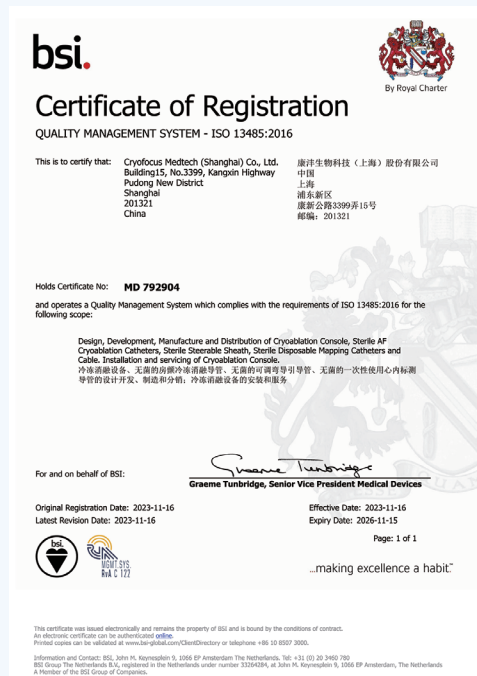 bsi.
By Royal Charter
Certificate of Registration
QUALITY MANAGEMENT SYSTEM - ISO 13485:2016
This is to certify that:
Cryofocus Medtech (Shanghai) Co., Ltd.
Building15, No.3399, Kangxin Highway
Pudong New District
Shanghai
201321
China
康沣生物科技（上海）股份有限公司
中国
上海
浦东新区
康新公路3399弄15号
邮编：201321
Holds Certificate No:
MD 792904
and operates a Quality Management System which complies with the requirements of ISO 13485:2016 for the
following scope:
Design, Development, Manufacture and Distribution of Cryoablation Console, Sterile AF
Cryoablation Catheters, Sterile Steerable Sheath, Sterile Disposable Mapping Catheters and
Cable. Installation and servicing of Cryoablation Console.
冷冻消融设备、无菌的房颤冷冻消融导管、无菌的可调弯导引导管、无菌的一次性使用心内标测
导管的设计开发、制造和分销；冷冻消融设备的安装和服务
For and on behalf of BSI:
Graeme Tunbridge
Graeme Tunbridge, Senior Vice President Medical Devices
Original Registration Date: 2023-11-16
Effective Date: 2023-11-16
Latest Revision Date: 2023-11-16
Expiry Date: 2026-11-15
Page: 1 of 1
bsi.
MGMT.SYS.
RvA C 122
...making excellence a habit.™
This certificate was issued electronically and remains the property of BSI and is bound by the conditions of contract.
An electronic certificate can be authenticated online.
Printed copies can be validated at www.bsi-global.com/ClientDirectory or telephone +86 10 8507 3000.
Information and Contact: BSI, John M. Keynesplein 9, 1066 EP Amsterdam The Netherlands. Tel: +31 (0) 20 3460 780
BSI Group The Netherlands B.V., registered in the Netherlands under number 33264284, at John M. Keynesplein 9, 1066 EP Amsterdam, The Netherlands
A Member of the BSI Group of Companies.